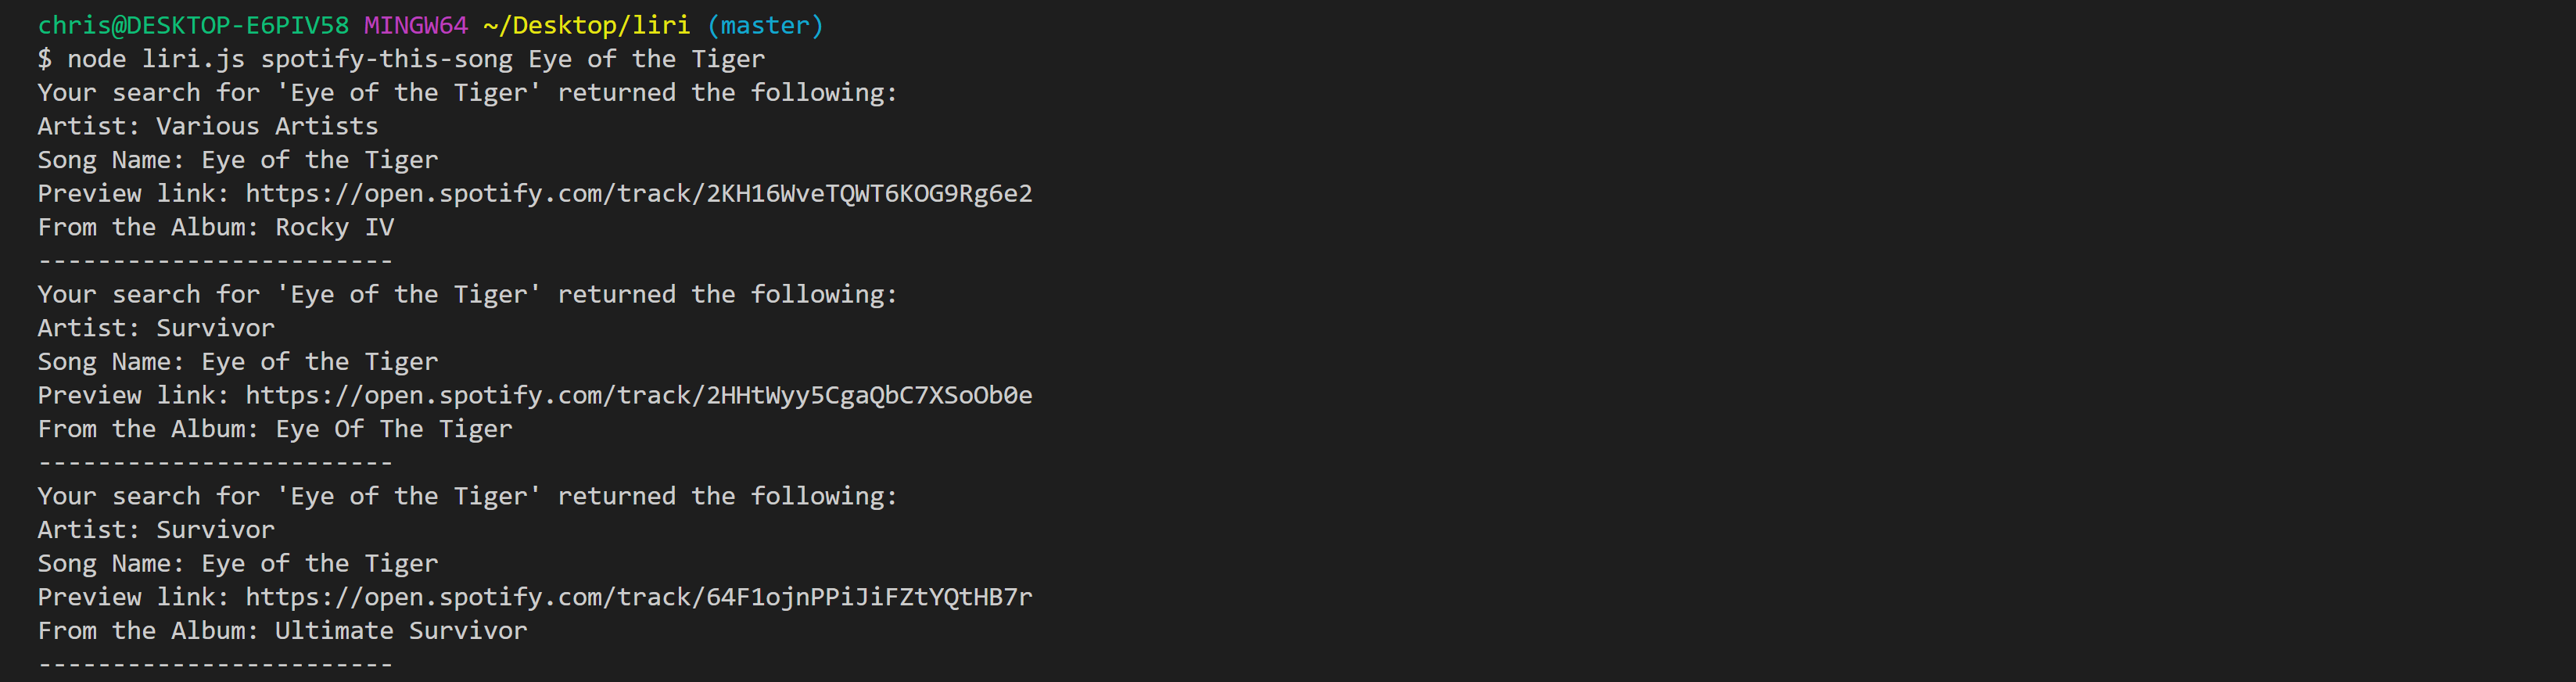 chris@DESKTOP-E6PIV58 MINGW64 ~/Desktop/liri (master)
$ node liri.js spotify-this-song Eye of the Tiger
Your search for 'Eye of the Tiger' returned the following:
Artist: Various Artists
Song Name: Eye of the Tiger
Preview link: https://open.spotify.com/track/2KH16WveTQWT6KOG9Rg6e2
From the Album: Rocky IV
------------------------
Your search for 'Eye of the Tiger' returned the following:
Artist: Survivor
Song Name: Eye of the Tiger
Preview link: https://open.spotify.com/track/2HHtWyy5CgaQbC7XSoOb0e
From the Album: Eye Of The Tiger
------------------------
Your search for 'Eye of the Tiger' returned the following:
Artist: Survivor
Song Name: Eye of the Tiger
Preview link: https://open.spotify.com/track/64F1ojnPPiJiFZtYQtHB7r
From the Album: Ultimate Survivor
------------------------